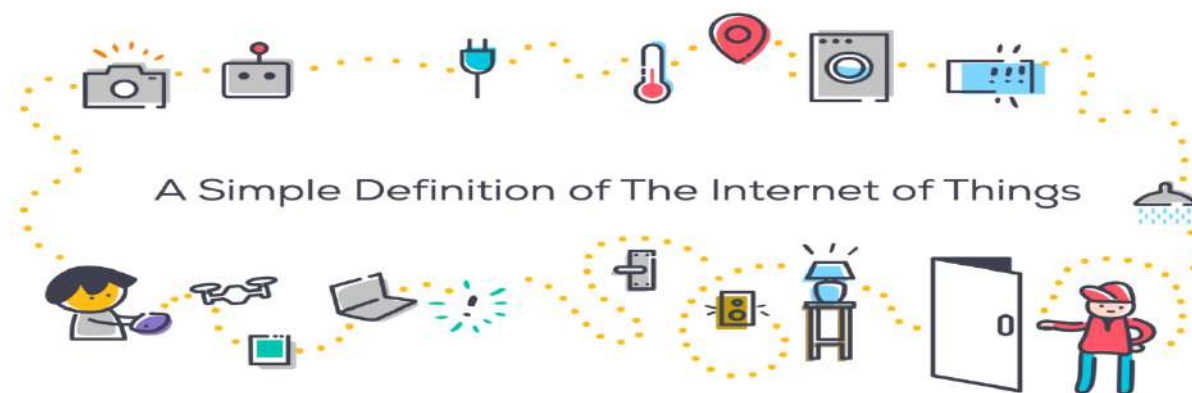 A Simple Definition of The Internet of Things